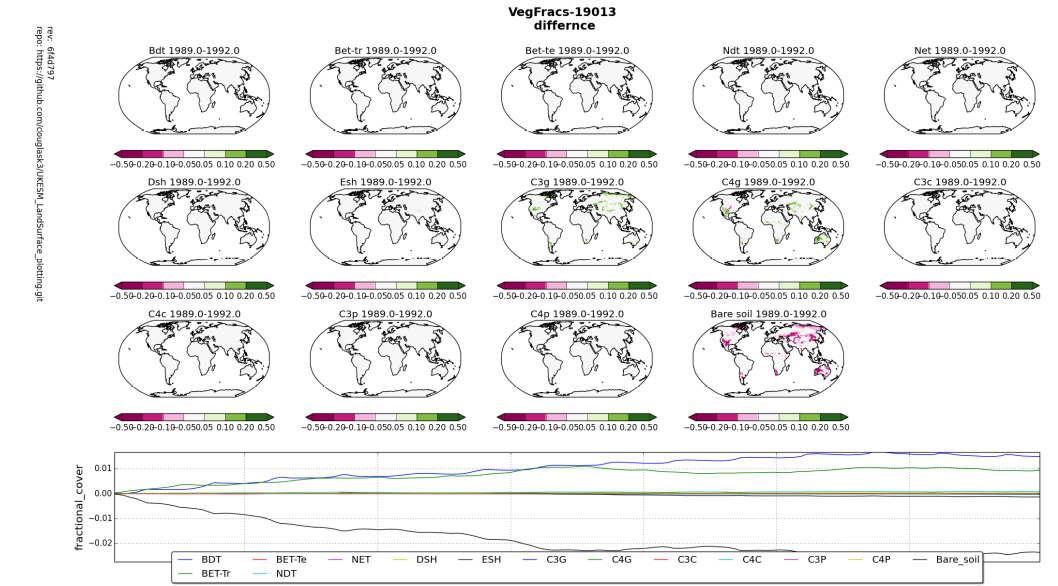 VegFracs-19013
differnce
rev: 6f4d797
repo: https://github.com/douglask3/UKESM_LandSurface_plotting.git
Bdt 1989.0-1992.0
Bet-tr 1989.0-1992.0
Bet-te 1989.0-1992.0
Ndt 1989.0-1992.0
Net 1989.0-1992.0
−0.50−0.20−0.10−0.050.05 0.10 0.20 0.50
−0.50−0.20−0.10−0.050.05 0.10 0.20 0.50
−0.50−0.20−0.10−0.050.05 0.10 0.20 0.50
−0.50−0.20−0.10−0.050.05 0.10 0.20 0.50
−0.50−0.20−0.10−0.050.05 0.10 0.20 0.50
Dsh 1989.0-1992.0
Esh 1989.0-1992.0
C3g 1989.0-1992.0
C4g 1989.0-1992.0
C3c 1989.0-1992.0
−0.50−0.20−0.10−0.050.05 0.10 0.20 0.50
−0.50−0.20−0.10−0.050.05 0.10 0.20 0.50
−0.50−0.20−0.10−0.050.05 0.10 0.20 0.50
−0.50−0.20−0.10−0.050.05 0.10 0.20 0.50
−0.50−0.20−0.10−0.050.05 0.10 0.20 0.50
C4c 1989.0-1992.0
C3p 1989.0-1992.0
C4p 1989.0-1992.0
Bare soil 1989.0-1992.0
−0.50−0.20−0.10−0.050.05 0.10 0.20 0.50
−0.50−0.20−0.10−0.050.05 0.10 0.20 0.50
−0.50−0.20−0.10−0.050.05 0.10 0.20 0.50
−0.50−0.20−0.10−0.050.05 0.10 0.20 0.50
fractional_cover
0.01
0.00
−0.01
−0.02
BDT BET-Te NET DSH ESH C3G C4G C3C C4C C3P C4P Bare_soil
BET-Tr NDT